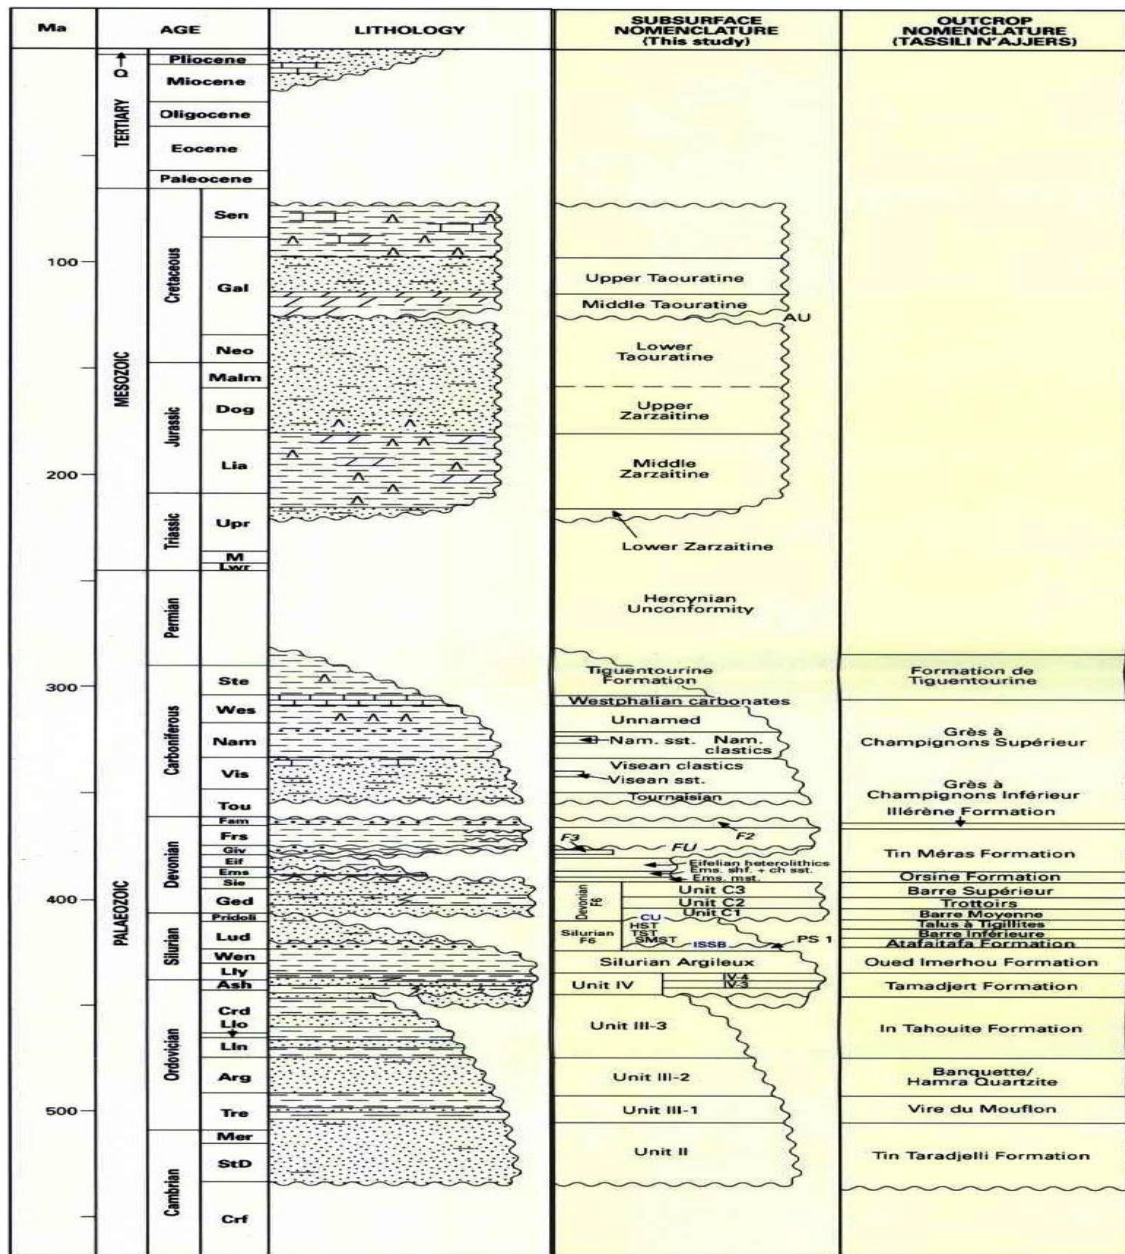 Ma
AGE
LITHOLOGY
SUBSURFACE
NOMENCLATURE
(This study)
OUTCROP
NOMENCLATURE
(TASSILI N'AJJERS)
Q
TERTIARY
Pliocene
Miocene
Oligocene
Eocene
Paleocene
MESOZOIC
Cretaceous
Sen
Gal
Neo
Jurassic
Malm
Dog
Lia
Triassic
Upr
M
Lwr
PALAEOZOIC
Permian
Carboniferous
Ste
Wes
Nam
Vis
Tou
Devonian
Fam
Frs
Giv
Eif
Ems
Sie
Ged
Silurian
Pridoli
Lud
Wen
Lly
Ordovician
Ash
Crd
Llo
Lln
Arg
Tre
Cambrian
Mer
StD
Crf
100
200
300
400
500
Upper Taouratine
Middle Taouratine
AU
Lower
Taouratine
Upper
Zarzaitine
Middle
Zarzaitine
Lower Zarzaitine
Hercynian
Unconformity
Tiguentourine
Formation
Westphalian carbonates
Unnamed
Nam. sst.
Nam.
clastics
Visean clastics
Visean sst.
Tournaisian
F2
F3
FU
Eifelian heterolithics
Ems. shf. + ch sst.
Ems. mst.
Devonian
F6
Unit C3
Unit C2
Unit C1
CU
Silurian
F6
HST
TST
SMST
ISSB
PS 1
Silurian Argileux
Unit IV
IV-4
IV-3
Unit III-3
Unit III-2
Unit III-1
Unit II
Formation de
Tiguentourine
Grès à
Champignons Supérieur
Grès à
Champignons Inférieur
Illérène Formation
Tin Méras Formation
Orsine Formation
Barre Supérieur
Trottoirs
Barre Moyenne
Talus à Tigillites
Barre Inférieure
Atafaitafa Formation
Oued Imerhou Formation
Tamadjert Formation
In Tahouite Formation
Banquette/
Hamra Quartzite
Vire du Mouflon
Tin Taradjelli Formation